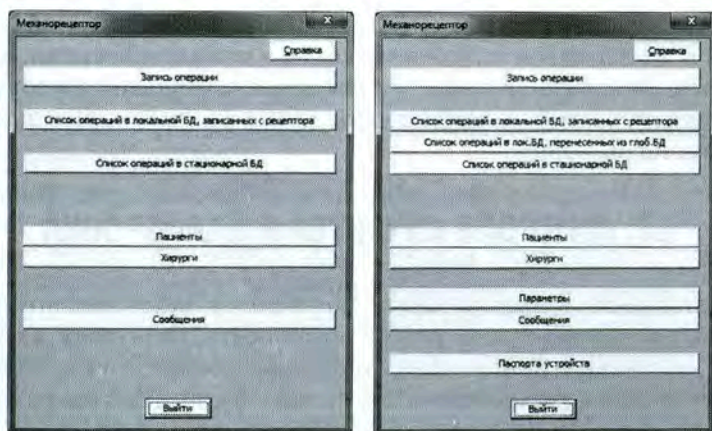 Механорецептор
Справка
Запись операции
Список операций в локальной БД, записанных с рецептора
Список операций в стационарной БД
Пациенты
Хирурги
Сообщения
Выйти
Механорецептор
Справка
Запись операции
Список операций в локальной БД, записанных с рецептора
Список операций в лок.БД, перенесенных из глоб.БД
Список операций в стационарной БД
Пациенты
Хирурги
Параметры
Сообщения
Паспорта устройств
Выйти